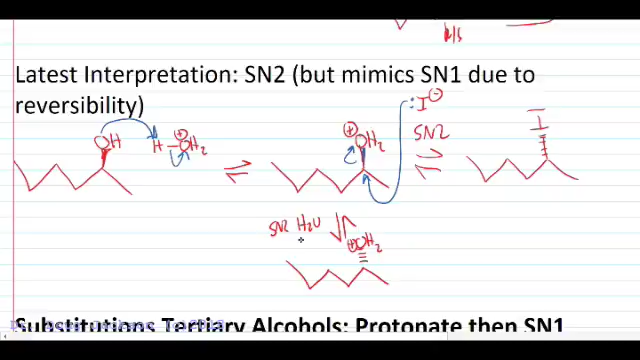 Latest Interpretation: SN2 (but mimics SN1 due to
reversibility)
I
OH
H OH2
OH2
SN2
I
SN2 H2O
OH2
Substitutions Tertiary Alcohols: Protonate then SN1